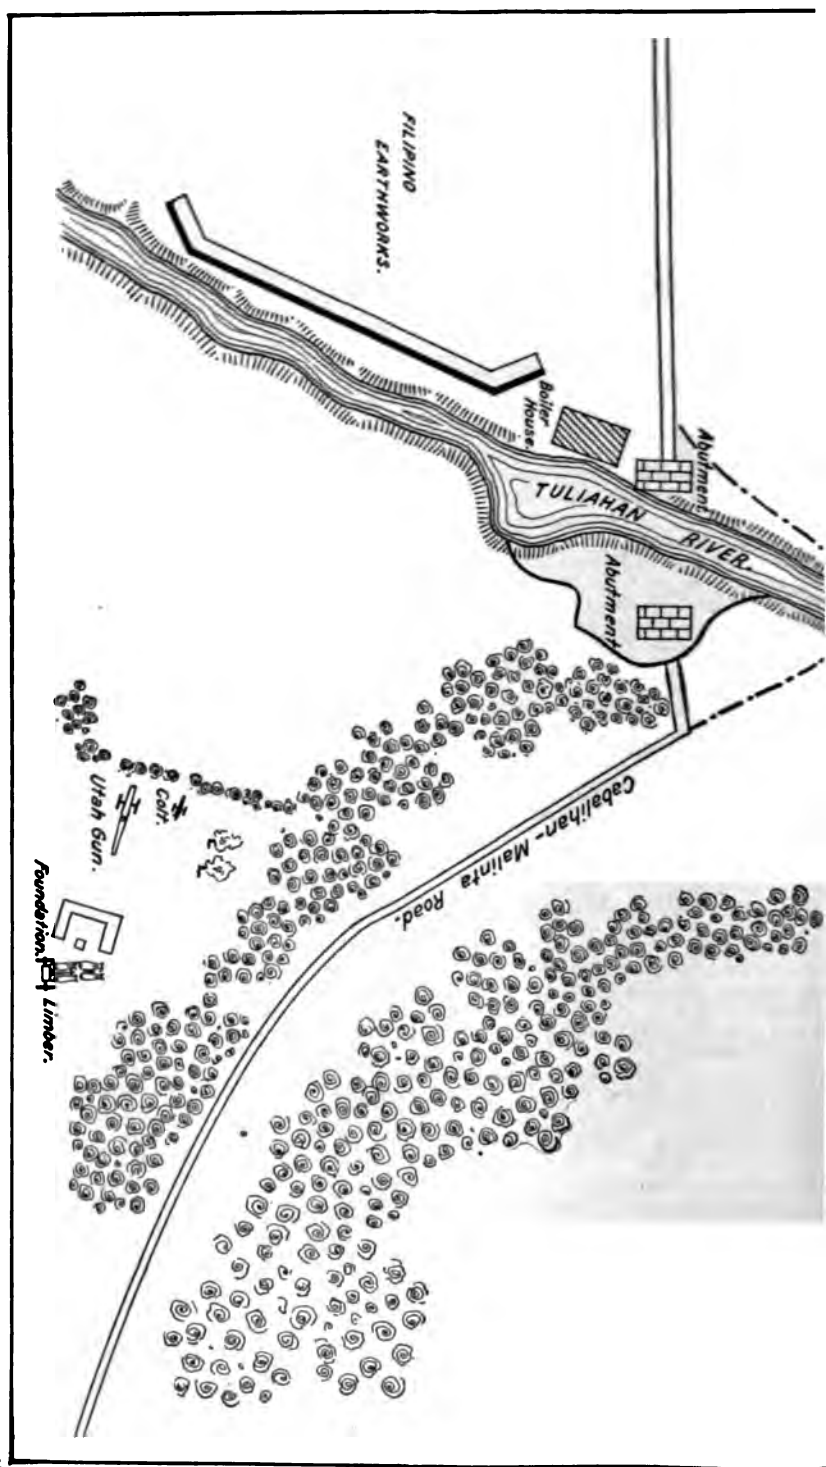 FILIPINO
EARTHWORKS.
Boiler
House.
Abutment
TULIAHAN RIVER.
Abutment
Cabalihan-Malinta Road.
Colt.
Utah Gun.
Foundation.
Limber.